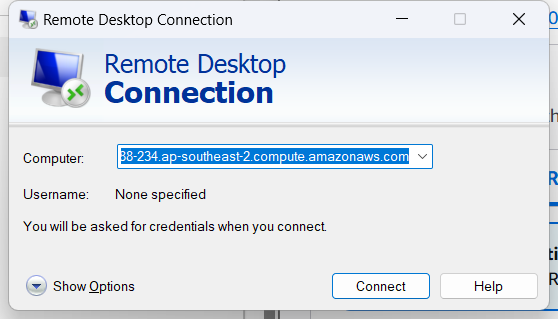 Remote Desktop Connection
Remote Desktop
Connection
Computer:
38-234.ap-southeast-2.compute.amazonaws.com
Username: None specified
You will be asked for credentials when you connect.
Show Options
Connect
Help